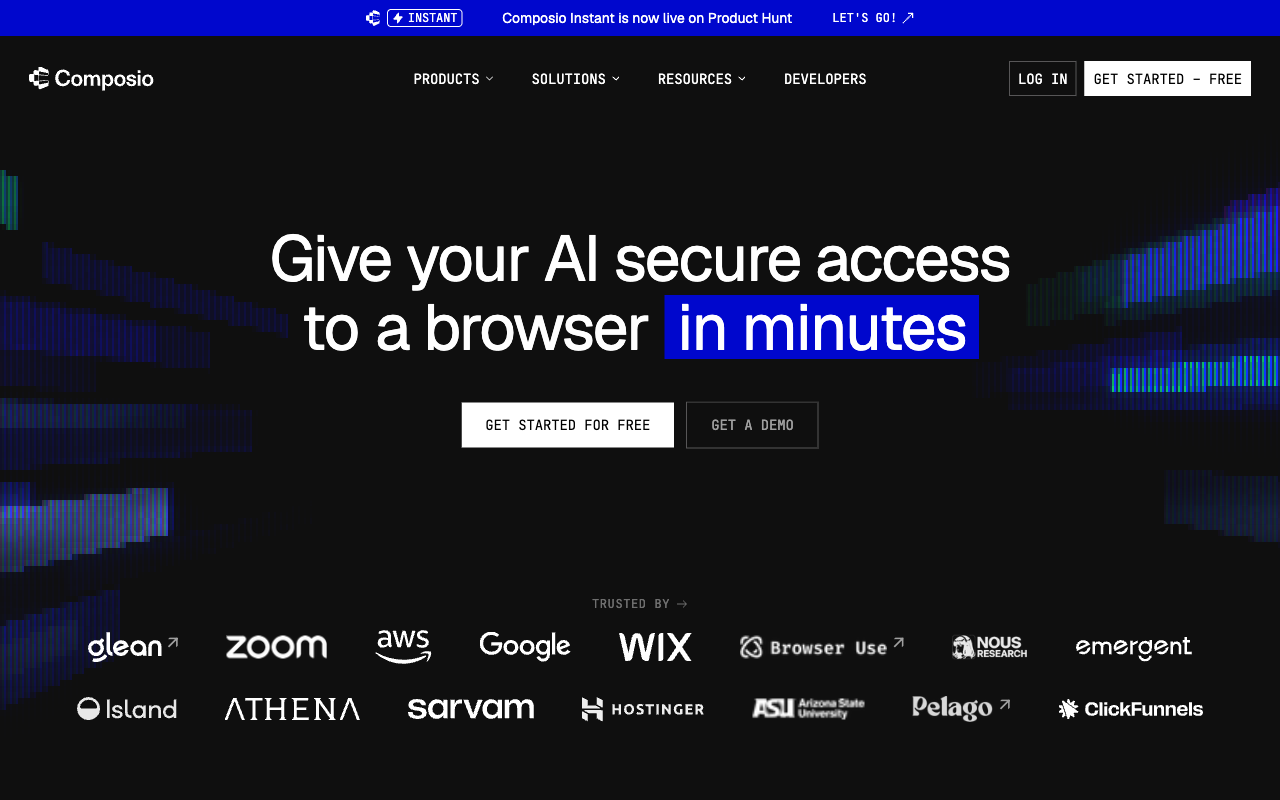 INSTANT
Composio Instant is now live on Product Hunt
LET'S GO!
Composio
PRODUCTS
SOLUTIONS
RESOURCES
DEVELOPERS
LOG IN
GET STARTED – FREE
Give your AI secure access
to a browser in minutes
GET STARTED FOR FREE
GET A DEMO
TRUSTED BY
glean
zoom
aws
Google
WIX
Browser Use
NOUS
RESEARCH
emergent
Island
ATHENA
sarvam
HOSTINGER
ASU Arizona State
University
Pelago
ClickFunnels